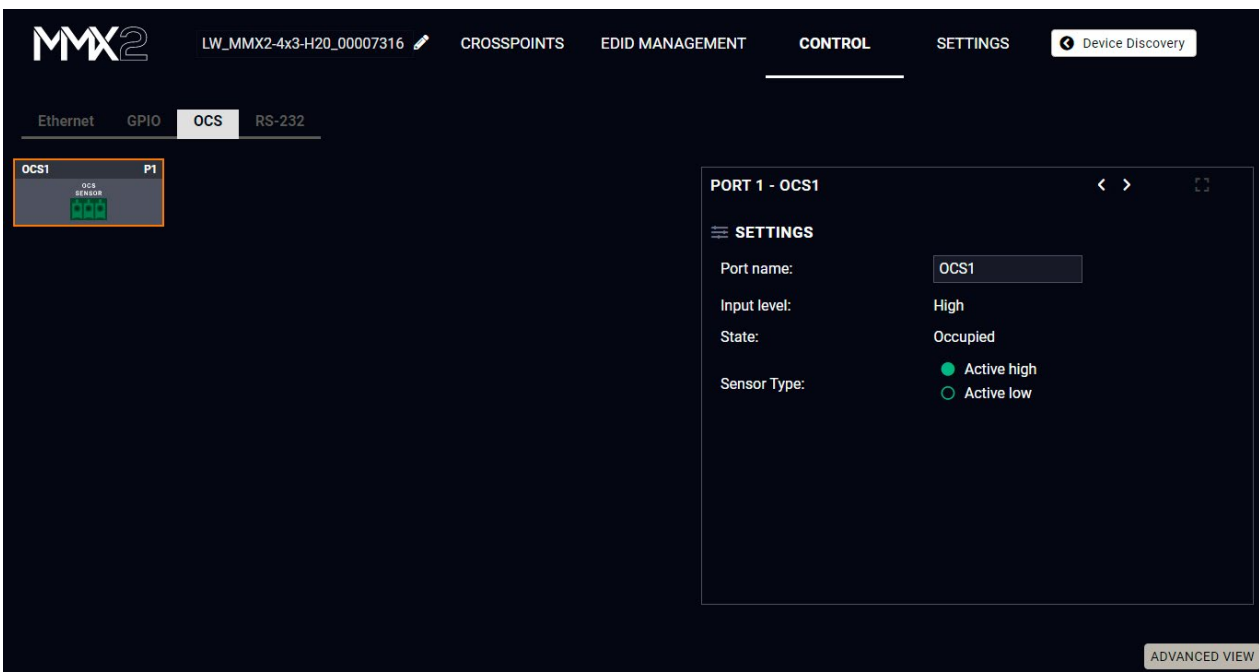 MMX2 LW_MMX2-4x3-H20_00007316 CROSSPOINTS EDID MANAGEMENT CONTROL SETTINGS Device Discovery
Ethernet GPIO OCS RS-232
OCS1 P1
OCS
SENSOR
PORT 1 - OCS1
SETTINGS
Port name: OCS1
Input level: High
State: Occupied
Sensor Type: Active high
Active low
ADVANCED VIEW